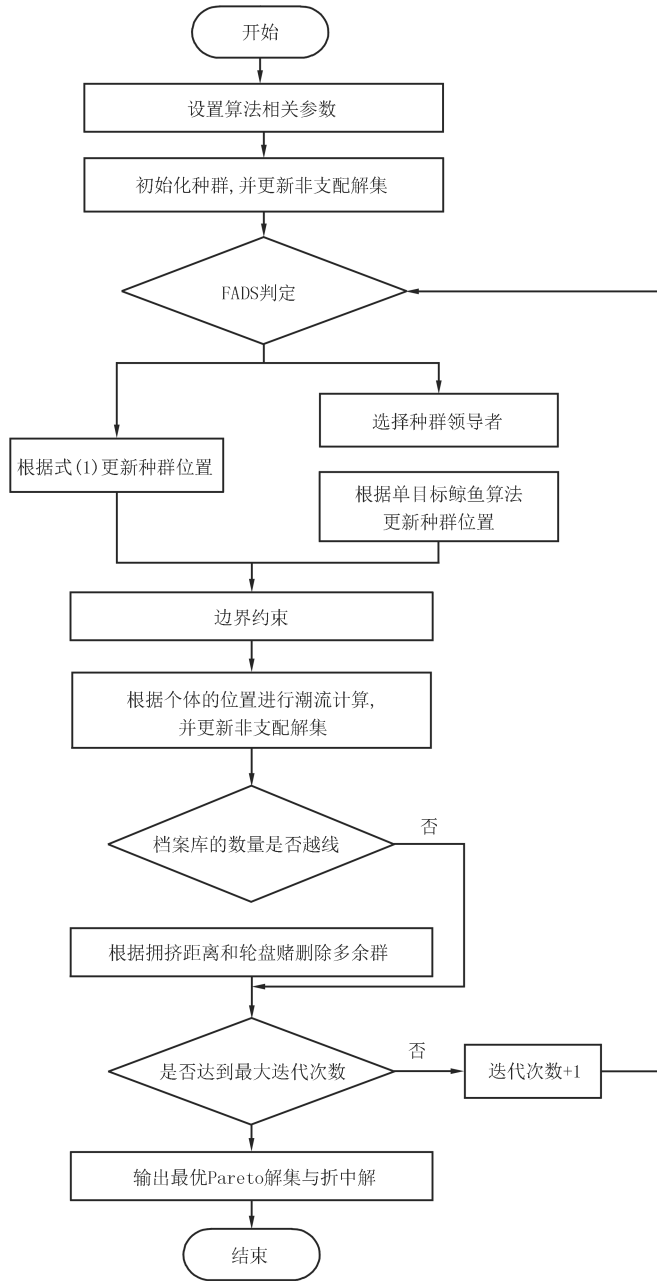 开始
设置算法相关参数
初始化种群,并更新非支配解集
FADS判定
选择种群领导者
根据式(1)更新种群位置
根据单目标鲸鱼算法
更新种群位置
边界约束
根据个体的位置进行潮流计算,
并更新非支配解集
档案库的数量是否越线
否
根据拥挤距离和轮盘赌删除多余群
是否达到最大迭代次数
否
迭代次数+1
输出最优Pareto解集与折中解
结束